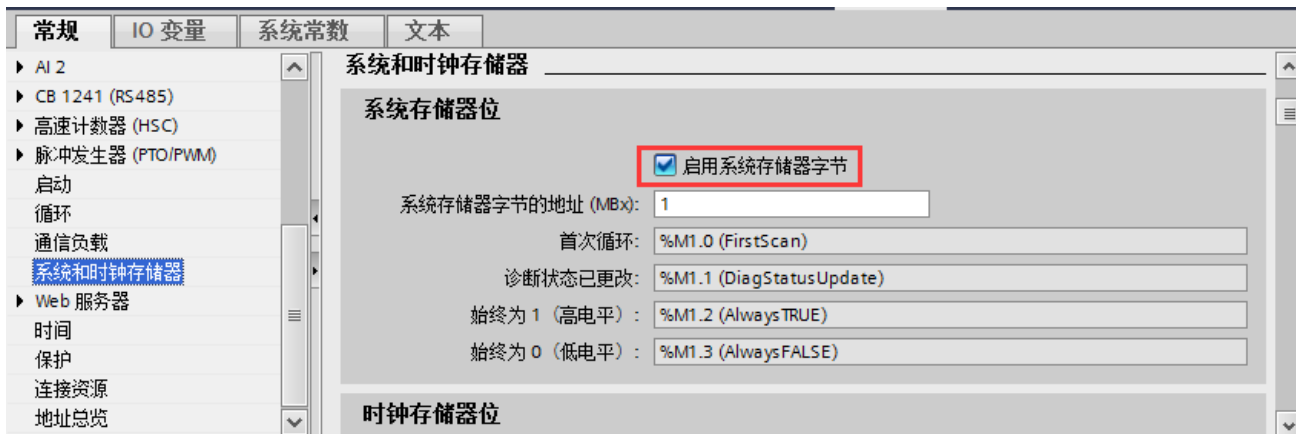 常规 IO 变量 系统常数 文本
AI 2
CB 1241 (RS485)
高速计数器 (HSC)
脉冲发生器 (PTO/PWM)
启动
循环
通信负载
系统和时钟存储器
Web 服务器
时间
保护
连接资源
地址总览
系统和时钟存储器
系统存储器位
启用系统存储器字节
系统存储器字节的地址 (MBx): 1
首次循环: %M1.0 (FirstScan)
诊断状态已更改: %M1.1 (DiagStatusUpdate)
始终为 1（高电平）: %M1.2 (AlwaysTRUE)
始终为 0（低电平）: %M1.3 (AlwaysFALSE)
时钟存储器位